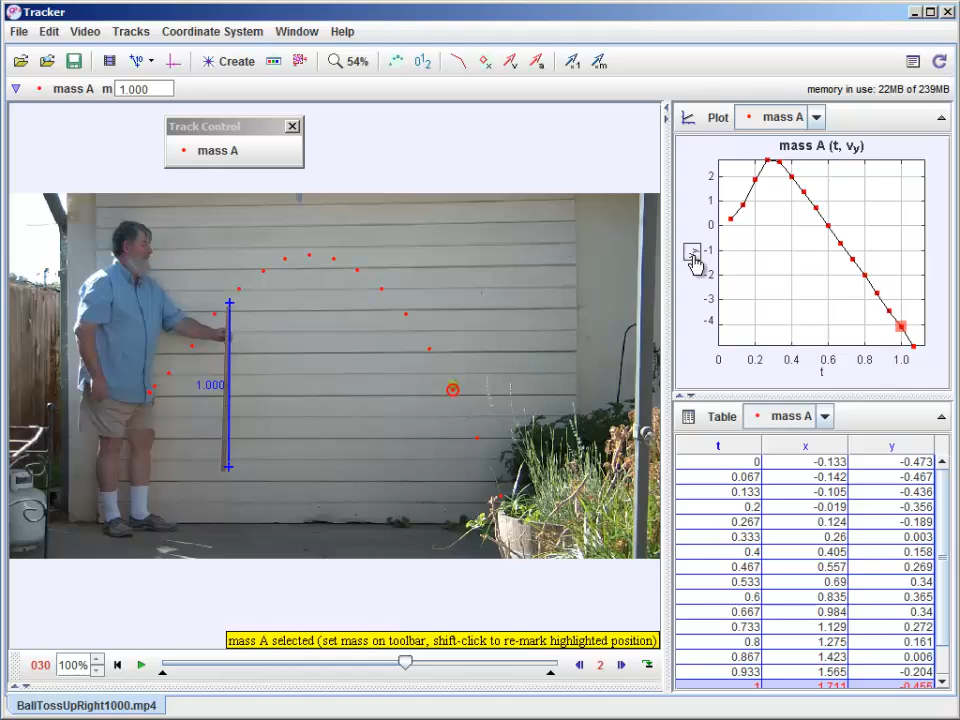 Tracker
File Edit Video Tracks Coordinate System Window Help
Create 54%
mass A m 1.000 memory in use: 22MB of 239MB
Track Control
mass A
1.000
Plot mass A
mass A (t, vy)
2
1
0
-1
-2
-3
-4
0 0.2 0.4 0.6 0.8 1.0
t
Table mass A
t x y
0 -0.133 -0.473
0.067 -0.142 -0.467
0.133 -0.105 -0.436
0.2 -0.019 -0.356
0.267 0.124 -0.189
0.333 0.26 0.003
0.4 0.405 0.158
0.467 0.557 0.269
0.533 0.69 0.34
0.6 0.835 0.365
0.667 0.984 0.34
0.733 1.129 0.272
0.8 1.275 0.161
0.867 1.423 0.006
0.933 1.565 -0.204
1 1.711 -0.455
mass A selected (set mass on toolbar, shift-click to re-mark highlighted position)
030 100% 2
BallTossUpRight1000.mp4